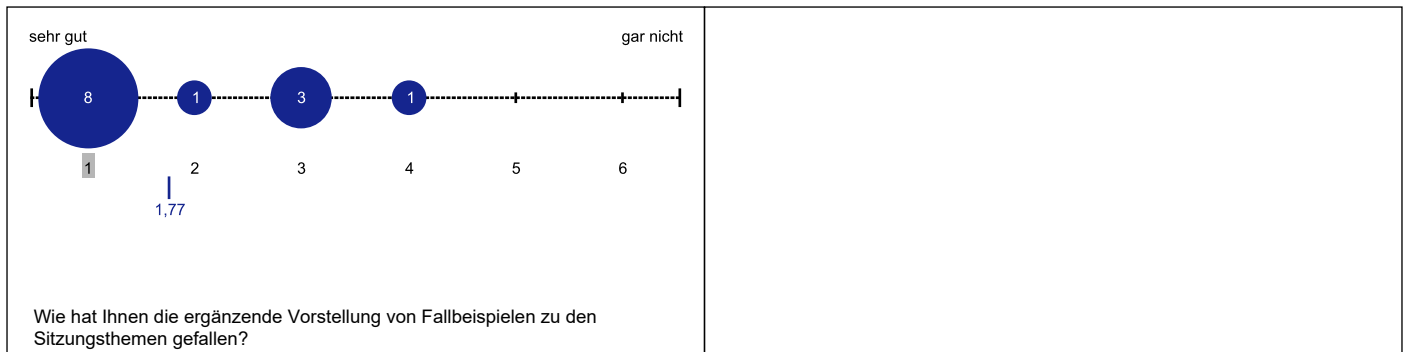 sehr gut gar nicht
8 1 3 1
1 2 3 4 5 6
1,77
Wie hat Ihnen die ergänzende Vorstellung von Fallbeispielen zu den
Sitzungsthemen gefallen?